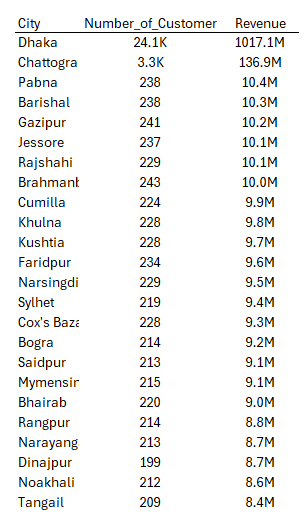 City Number_of_Customer Revenue
Dhaka 24.1K 1017.1M
Chattogra 3.3K 136.9M
Pabna 238 10.4M
Barishal 238 10.3M
Gazipur 241 10.2M
Jessore 237 10.1M
Rajshahi 229 10.1M
Brahmanb 243 10.0M
Cumilla 224 9.9M
Khulna 228 9.8M
Kushtia 228 9.7M
Faridpur 234 9.6M
Narsingdi 229 9.5M
Sylhet 219 9.4M
Cox's Baza 228 9.3M
Bogra 214 9.2M
Saidpur 213 9.1M
Mymensin 215 9.1M
Bhairab 220 9.0M
Rangpur 214 8.8M
Narayang 213 8.7M
Dinajpur 199 8.7M
Noakhali 212 8.6M
Tangail 209 8.4M